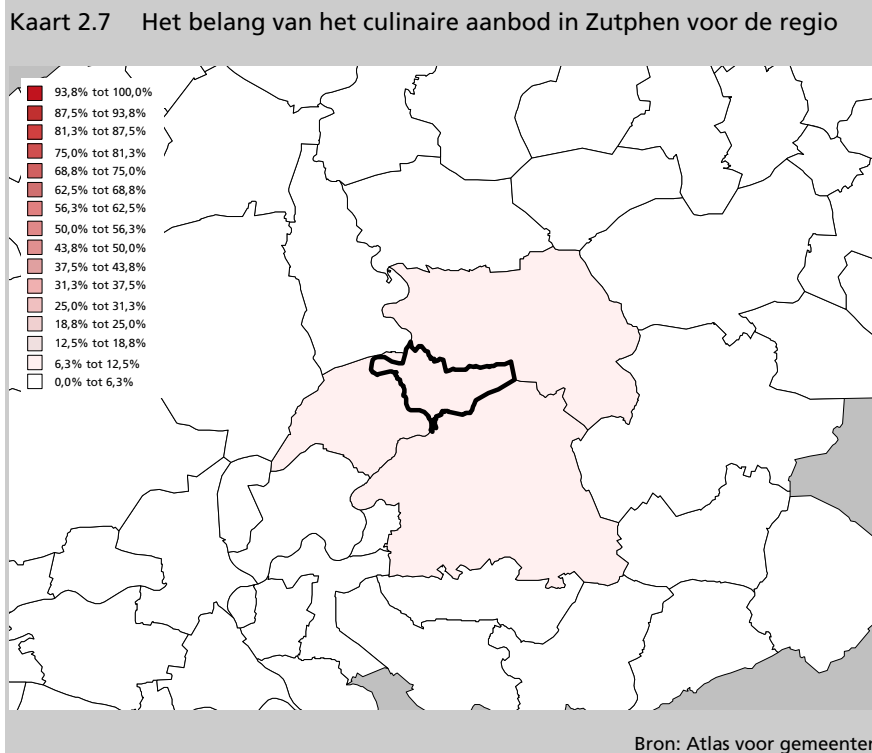 Kaart 2.7 Het belang van het culinaire aanbod in Zutphen voor de regio
93,8% tot 100,0%
87,5% tot 93,8%
81,3% tot 87,5%
75,0% tot 81,3%
68,8% tot 75,0%
62,5% tot 68,8%
56,3% tot 62,5%
50,0% tot 56,3%
43,8% tot 50,0%
37,5% tot 43,8%
31,3% tot 37,5%
25,0% tot 31,3%
18,8% tot 25,0%
12,5% tot 18,8%
6,3% tot 12,5%
0,0% tot 6,3%
Bron: Atlas voor gemeenten